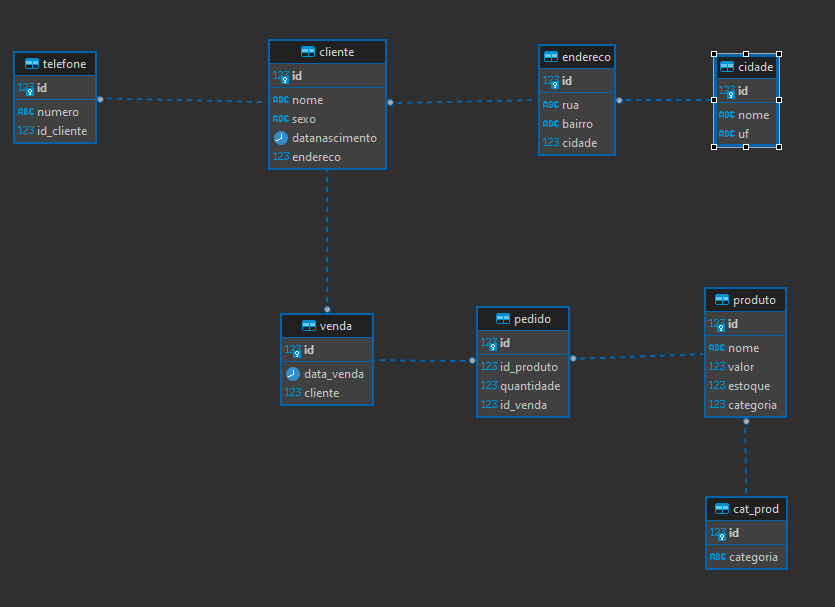 telefone
123 id
ABC numero
123 id_cliente
cliente
123 id
ABC nome
ABC sexo
datanascimento
123 endereco
endereco
123 id
ABC rua
ABC bairro
123 cidade
cidade
123 id
ABC nome
ABC uf
venda
123 id
data_venda
123 cliente
pedido
123 id
123 id_produto
123 quantidade
123 id_venda
produto
123 id
ABC nome
123 valor
123 estoque
123 categoria
cat_prod
123 id
ABC categoria